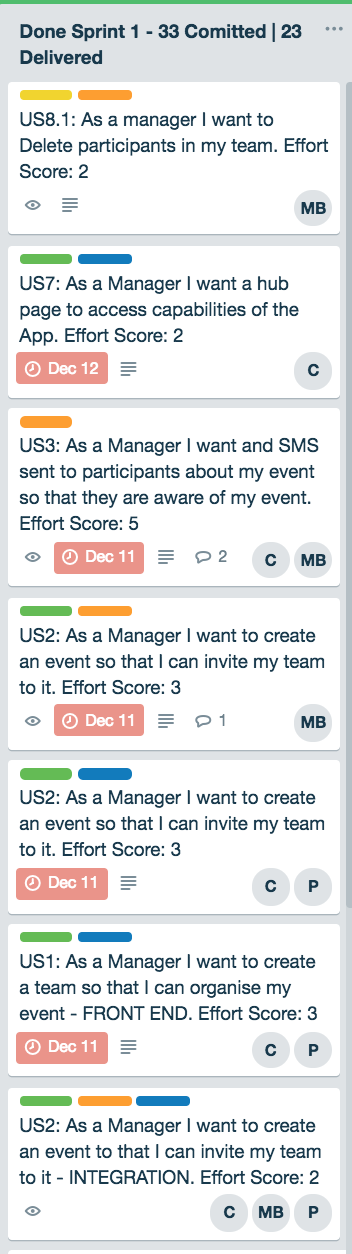 Done Sprint 1 - 33 Comitted | 23
Delivered
US8.1: As a manager I want to
Delete participants in my team. Effort
Score: 2
MB
US7: As a Manager I want a hub
page to access capabilities of the
App. Effort Score: 2
Dec 12
C
US3: As a Manager I want and SMS
sent to participants about my event
so that they are aware of my event.
Effort Score: 5
Dec 11 2 C MB
US2: As a Manager I want to create
an event so that I can invite my team
to it. Effort Score: 3
Dec 11 1 MB
US2: As a Manager I want to create
an event so that I can invite my team
to it. Effort Score: 3
Dec 11 C P
US1: As a Manager I want to create
a team so that I can organise my
event - FRONT END. Effort Score: 3
Dec 11 C P
US2: As a Manager I want to create
an event to that I can invite my team
to it - INTEGRATION. Effort Score: 2
C MB P